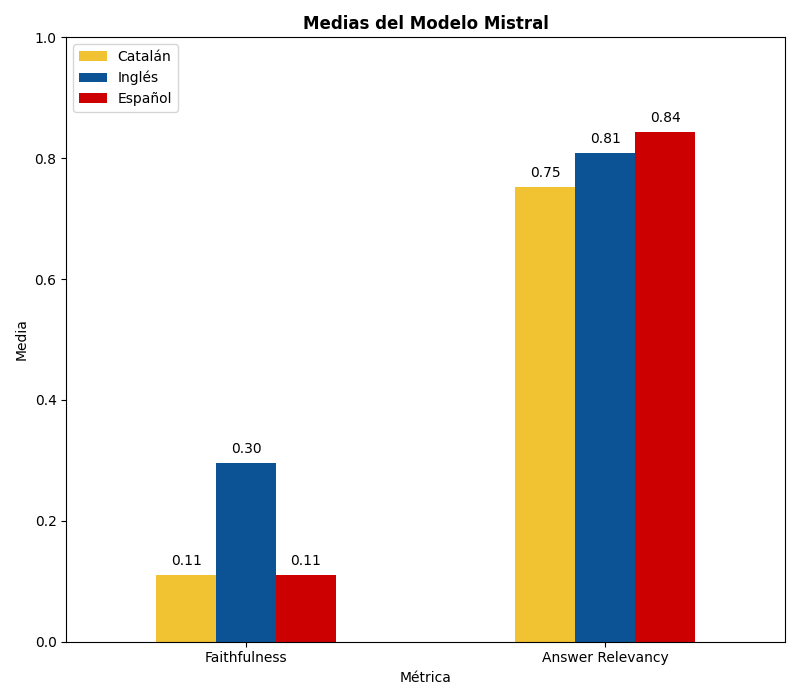 Medias del Modelo Mistral
1.0
Catalán
Inglés
Español
0.84
0.81
0.8
0.75
0.6
Media
0.4
0.30
0.2
0.11
0.11
0.0
Faithfulness
Answer Relevancy
Métrica